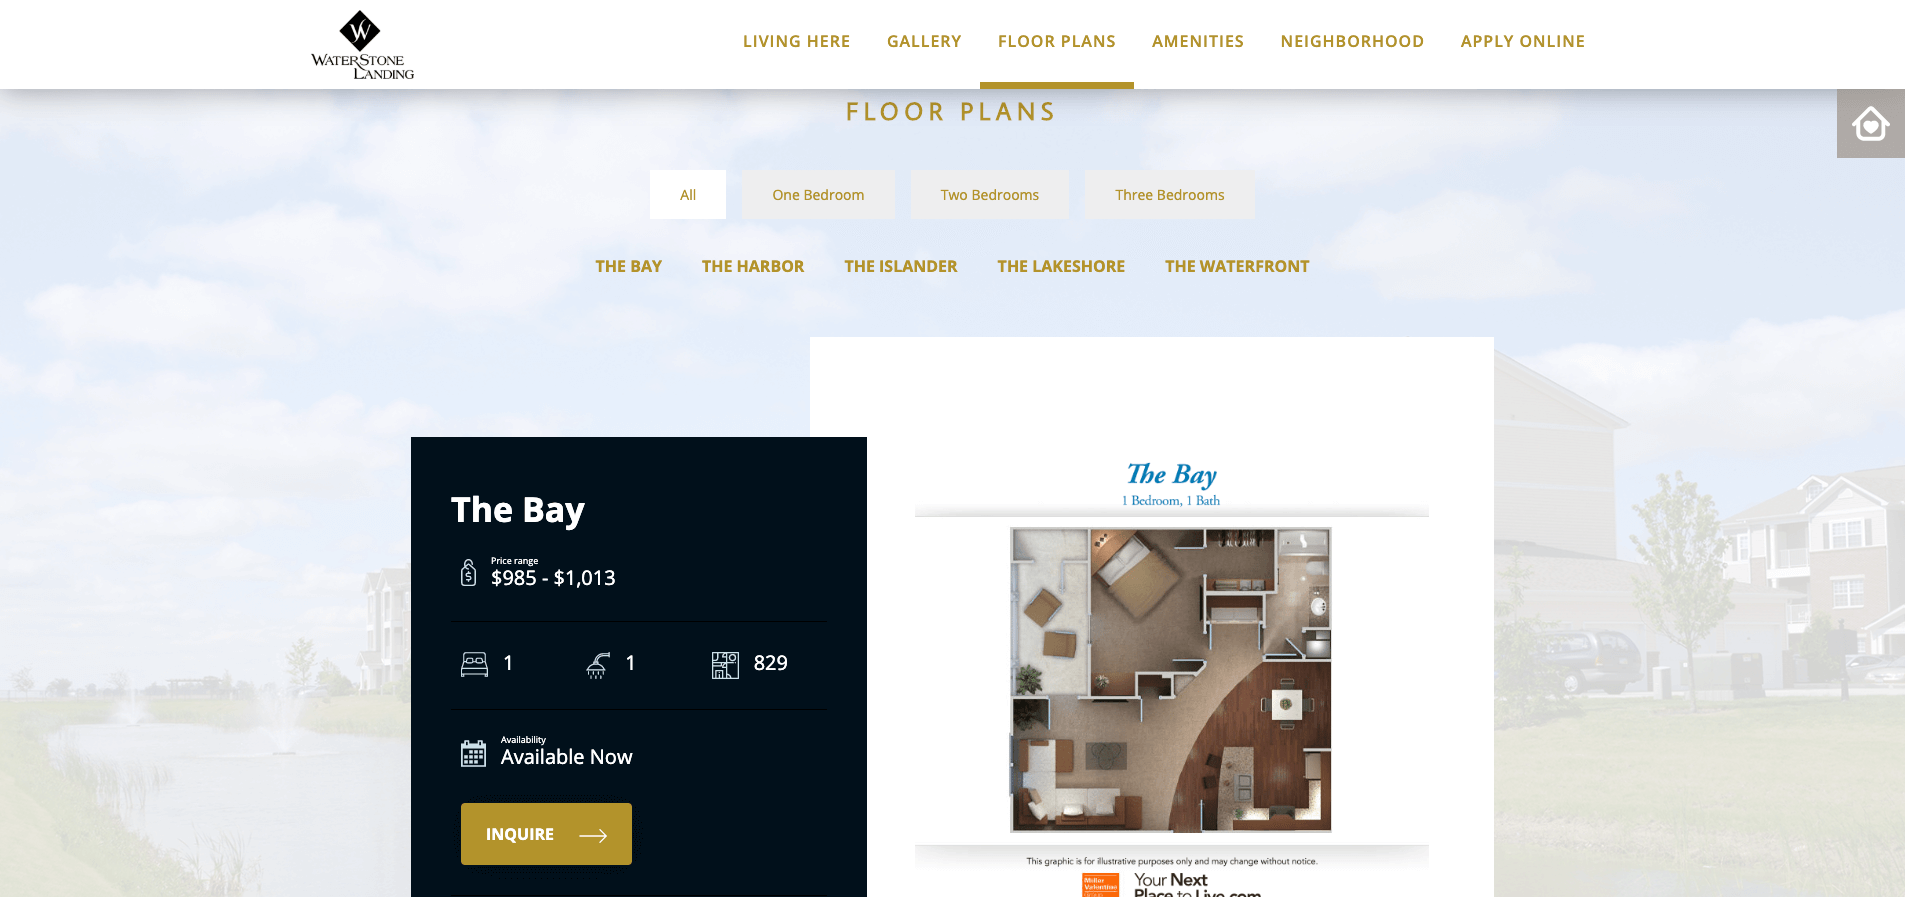 WATERSTONE
LANDING
LIVING HERE
GALLERY
FLOOR PLANS
AMENITIES
NEIGHBORHOOD
APPLY ONLINE
FLOOR PLANS
All
One Bedroom
Two Bedrooms
Three Bedrooms
THE BAY
THE HARBOR
THE ISLANDER
THE LAKESHORE
THE WATERFRONT
The Bay
Price range
$985 - $1,013
1
1
829
Availability
Available Now
INQUIRE
The Bay
1 Bedroom, 1 Bath
This graphic is for illustrative purposes only and may change without notice.
Miller
Valentine
Your Next
Place to Live.com